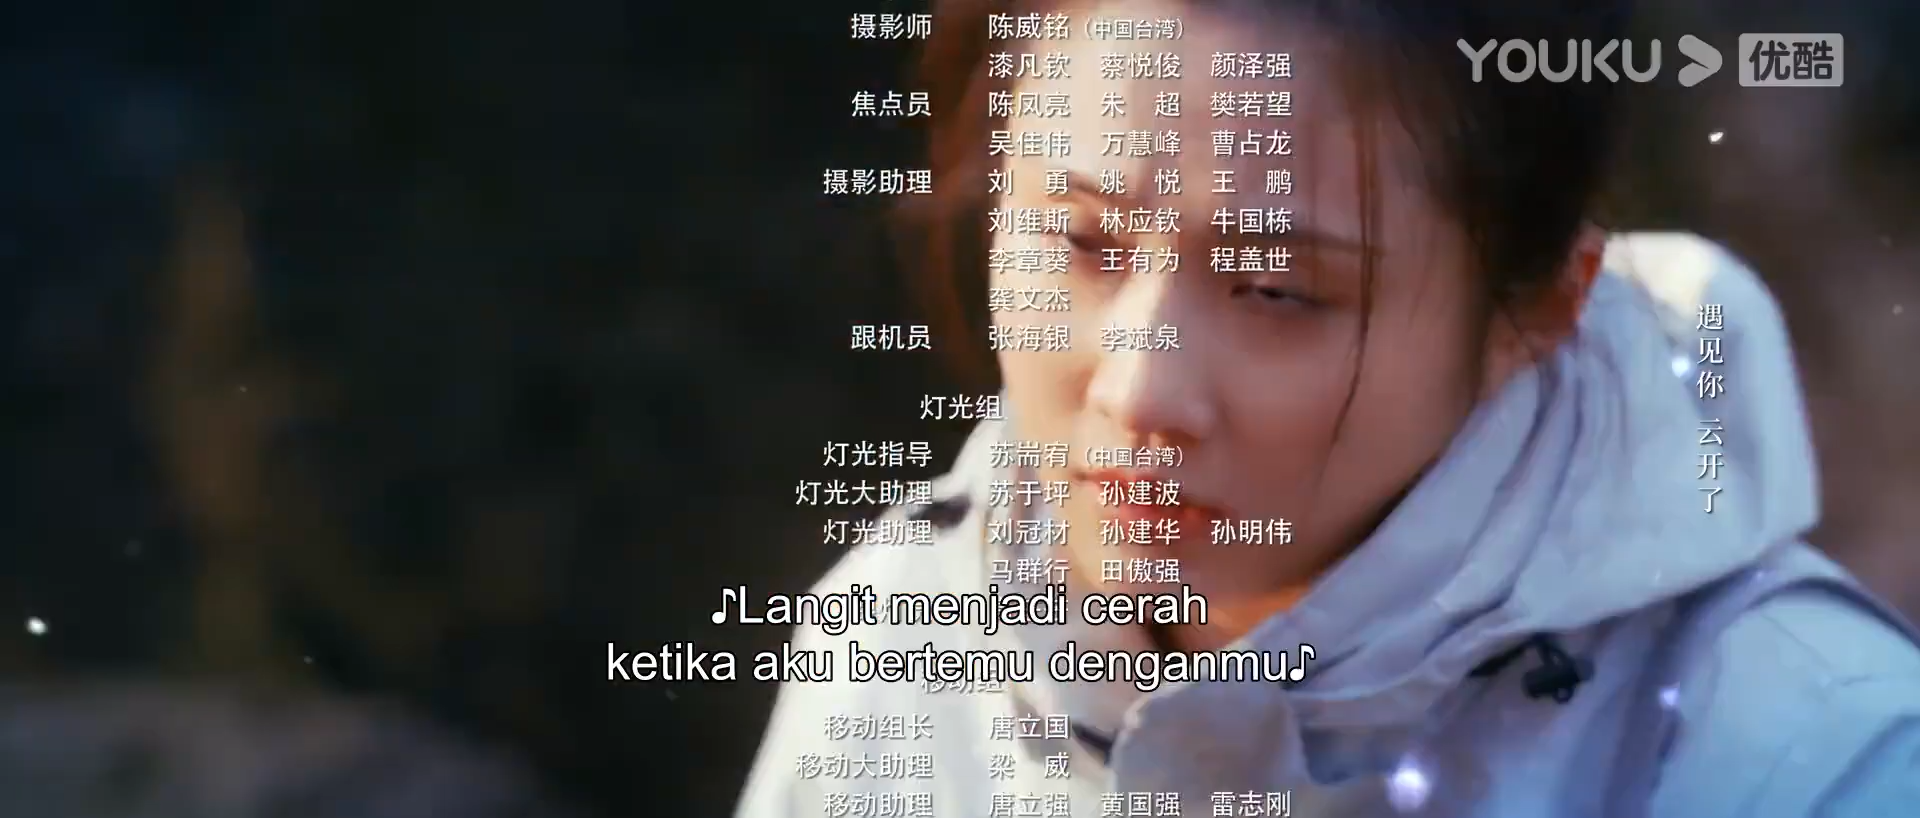 摄影师 陈威铭（中国台湾）
漆凡钦 蔡悦俊 颜泽强
焦点员 陈凤亮 朱 超 樊若望
吴佳伟 万慧峰 曹占龙
摄影助理 刘 勇 姚 悦 王 鹏
刘维斯 林应钦 牛国栋
李章葵 王有为 程盖世
龚文杰
跟机员 张海银 李斌泉
灯光组
灯光指导 苏耑宥（中国台湾）
灯光大助理 苏于坪 孙建波
灯光助理 刘冠材 孙建华 孙明伟
马群行 田傲强
♪Langit menjadi cerah
ketika aku bertemu denganmu♪
移动组
移动组长 唐立国
移动大助理 梁 威
移动助理 唐立强 黄国强 雷志刚
YOUKU 优酷
遇见你 云开了